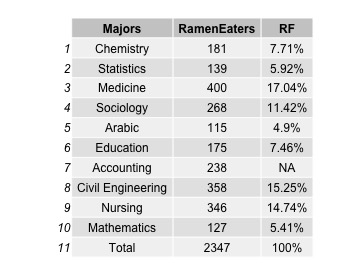 Majors RamenEaters RF
1 Chemistry 181 7.71%
2 Statistics 139 5.92%
3 Medicine 400 17.04%
4 Sociology 268 11.42%
5 Arabic 115 4.9%
6 Education 175 7.46%
7 Accounting 238 NA
8 Civil Engineering 358 15.25%
9 Nursing 346 14.74%
10 Mathematics 127 5.41%
11 Total 2347 100%